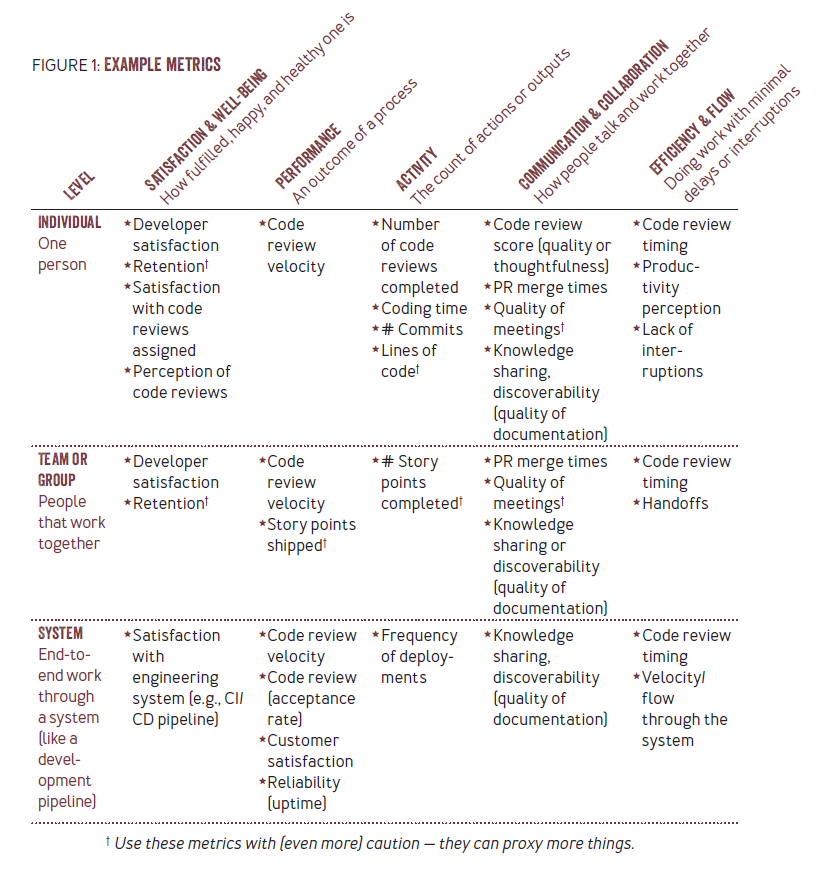 FIGURE 1: EXAMPLE METRICS
LEVEL
SATISFACTION & WELL-BEING
How fulfilled, happy, and healthy one is
PERFORMANCE
An outcome of a process
ACTIVITY
The count of actions or outputs
COMMUNICATION & COLLABORATION
How people talk and work together
EFFICIENCY & FLOW
Doing work with minimal
delays or interruptions
INDIVIDUAL
One
person
★Developer
satisfaction
★Retention†
★Satisfaction
with code
reviews
assigned
★Perception of
code reviews
★Code
review
velocity
★Number
of code
reviews
completed
★Coding time
★# Commits
★Lines of
code†
★Code review
score (quality or
thoughtfulness)
★PR merge times
★Quality of
meetings†
★Knowledge
sharing,
discoverability
(quality of
documentation)
★Code review
timing
★Produc-
tivity
perception
★Lack of
inter-
ruptions
TEAM OR
GROUP
People
that work
together
★Developer
satisfaction
★Retention†
★Code
review
velocity
★Story points
shipped†
★# Story
points
completed†
★PR merge times
★Quality of
meetings†
★Knowledge
sharing or
discoverability
(quality of
documentation)
★Code review
timing
★Handoffs
SYSTEM
End-to-
end work
through
a system
(like a
devel-
opment
pipeline)
★Satisfaction
with
engineering
system (e.g., CI/
CD pipeline)
★Code review
velocity
★Code review
(acceptance
rate)
★Customer
satisfaction
★Reliability
(uptime)
★Frequency
of deploy-
ments
★Knowledge
sharing,
discoverability
(quality of
documentation)
★Code review
timing
★Velocity/
flow
through the
system
† Use these metrics with (even more) caution — they can proxy more things.